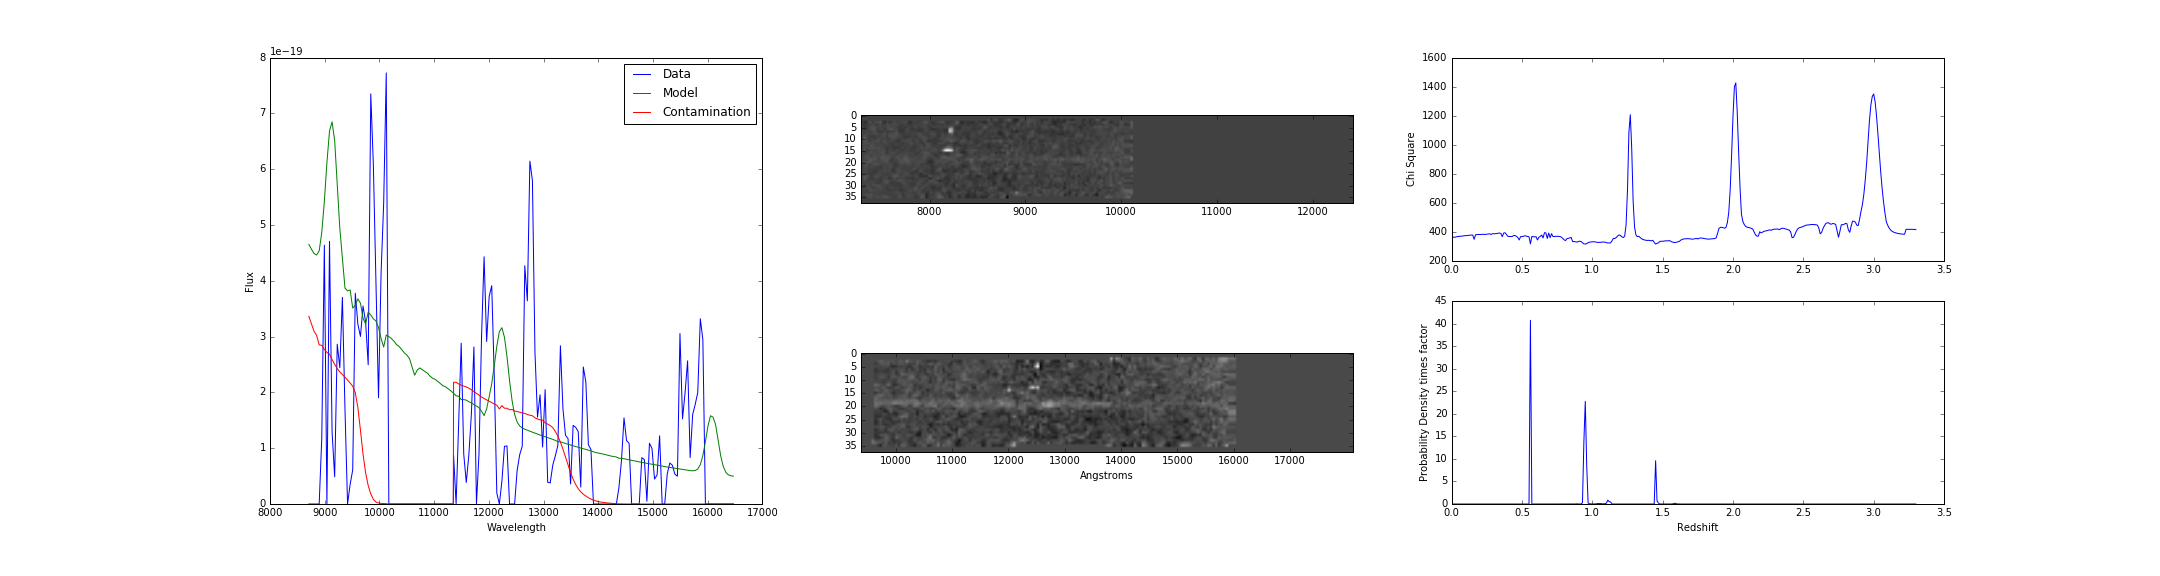 1e−19
8
7
6
5
4
3
2
1
0
Flux
8000 9000 10000 11000 12000 13000 14000 15000 16000 17000
Wavelength
Data
Model
Contamination
0
5
10
15
20
25
30
35
8000 9000 10000 11000 12000
0
5
10
15
20
25
30
35
10000 11000 12000 13000 14000 15000 16000 17000
Angstroms
1600
1400
1200
1000
800
600
400
200
Chi Square
0.0 0.5 1.0 1.5 2.0 2.5 3.0 3.5
45
40
35
30
25
20
15
10
5
0
Probability Density times factor
0.0 0.5 1.0 1.5 2.0 2.5 3.0 3.5
Redshift